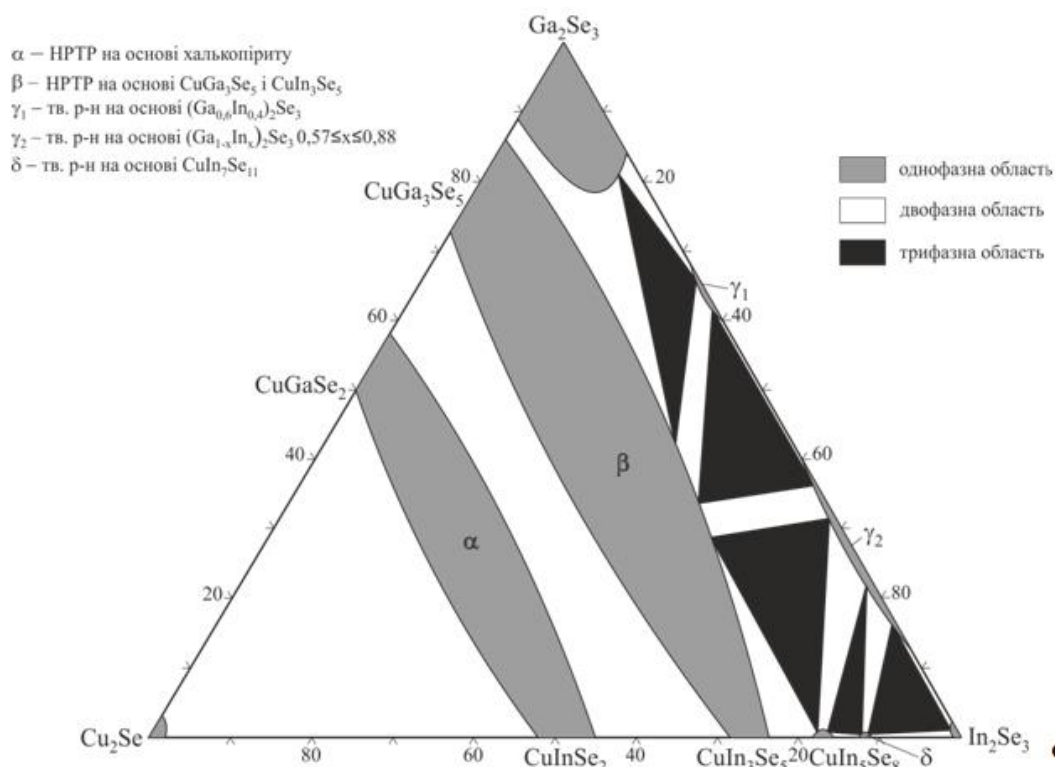 Ga₂Se₃
α – НРТР на основі халькопіриту
β – НРТР на основі CuGa₃Se₅ і CuIn₃Se₅
γ₁ – тв. р-н на основі (Ga₀,₆In₀,₄)₂Se₃
γ₂ – тв. р-н на основі (Ga₁₋ₓInₓ)₂Se₃ 0,57≤x≤0,88
δ – тв. р-н на основі CuIn₇Se₁₁
однофазна область
двофазна область
трифазна область
80
20
CuGa₃Se₅
γ₁
60
40
CuGaSe₂
40
60
β
α
γ₂
20
80
Cu₂Se
In₂Se₃
80
60
CuInSe₂
40
CuIn₃Se₅
20
CuIn₅Se₈
δ